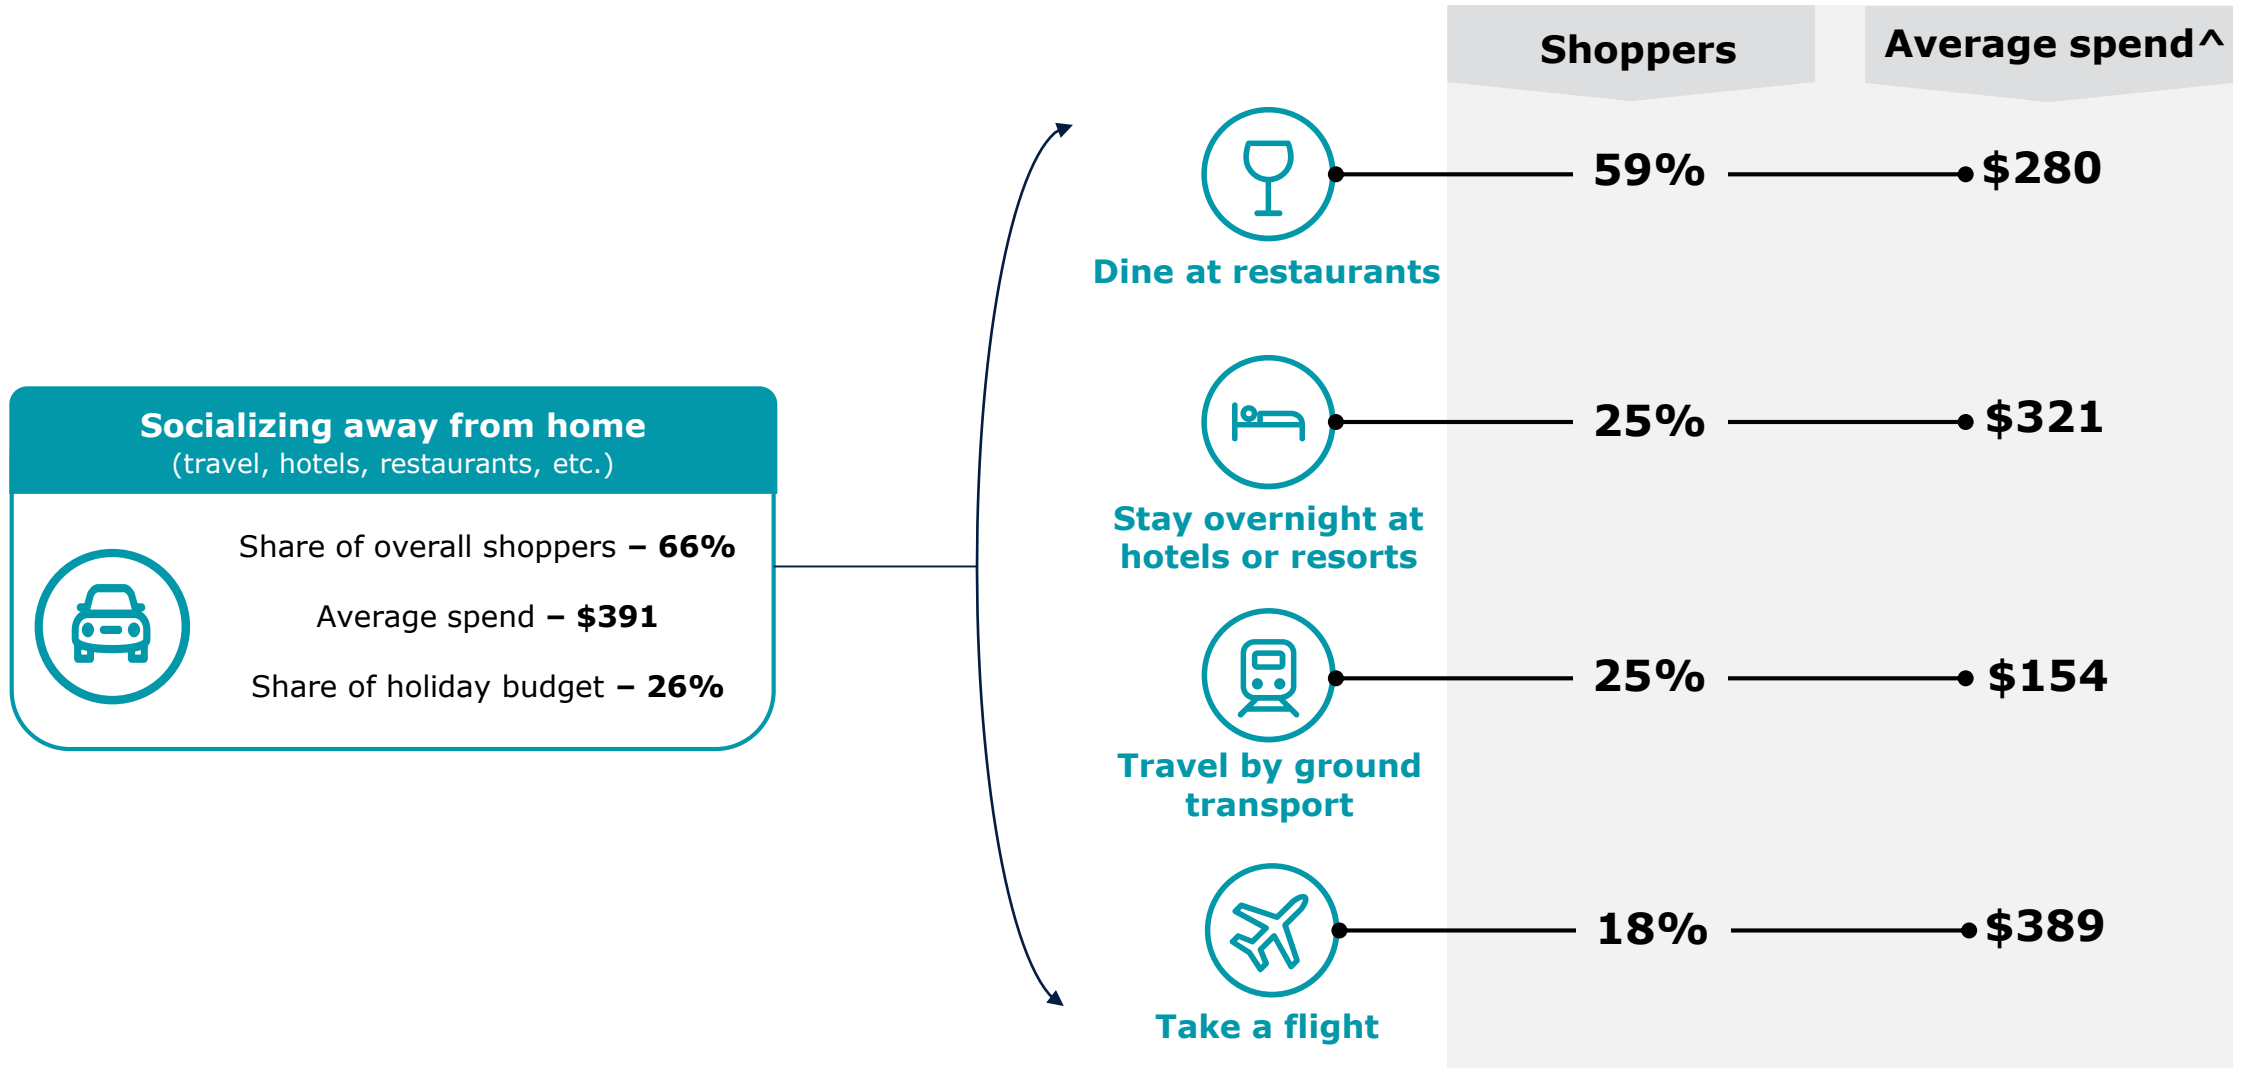 Shoppers
Average spend^
59%
$280
Dine at restaurants
25%
$321
Stay overnight at
hotels or resorts
25%
$154
Travel by ground
transport
18%
$389
Take a flight
Socializing away from home
(travel, hotels, restaurants, etc.)
Share of overall shoppers – 66%
Average spend – $391
Share of holiday budget – 26%